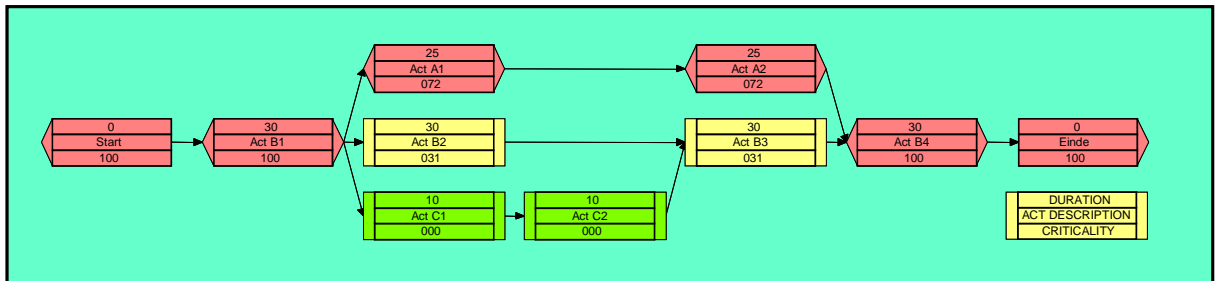 25
Act A1
072
25
Act A2
072
0
Start
100
30
Act B1
100
30
Act B2
031
30
Act B3
031
30
Act B4
100
0
Einde
100
10
Act C1
000
10
Act C2
000
DURATION
ACT DESCRIPTION
CRITICALITY